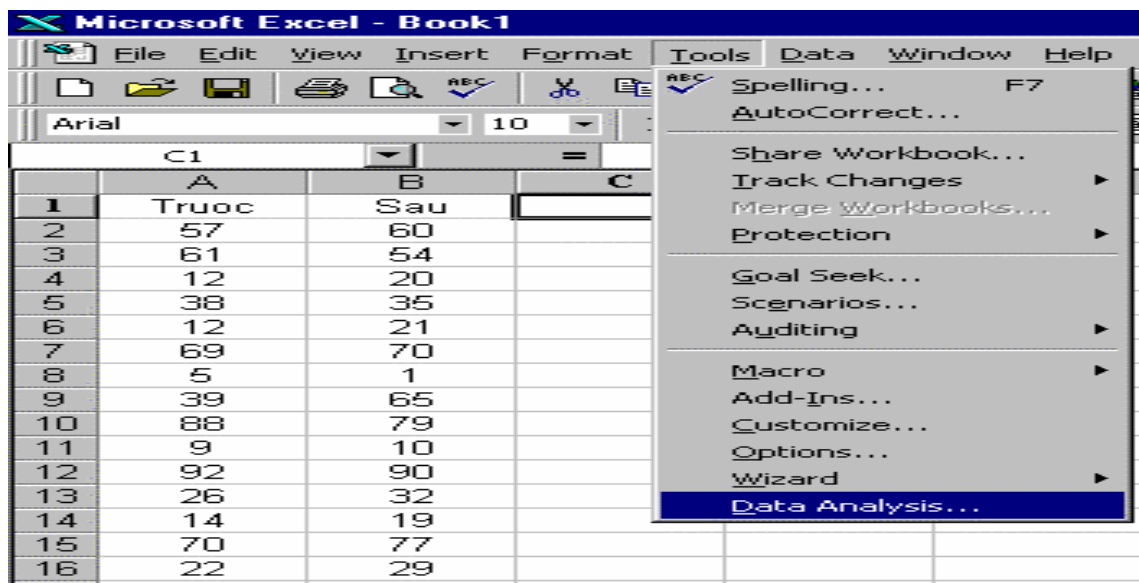 Microsoft Excel - Book1
File Edit View Insert Format Tools Data Window Help
ABC
Arial 10
C1 =
A B C
1 Truoc Sau
2 57 60
3 61 54
4 12 20
5 38 35
6 12 21
7 69 70
8 5 1
9 39 65
10 88 79
11 9 10
12 92 90
13 26 32
14 14 19
15 70 77
16 22 29
ABC Spelling... F7
AutoCorrect...
Share Workbook...
Track Changes
Merge Workbooks...
Protection
Goal Seek...
Scenarios...
Auditing
Macro
Add-Ins...
Customize...
Options...
Wizard
Data Analysis...